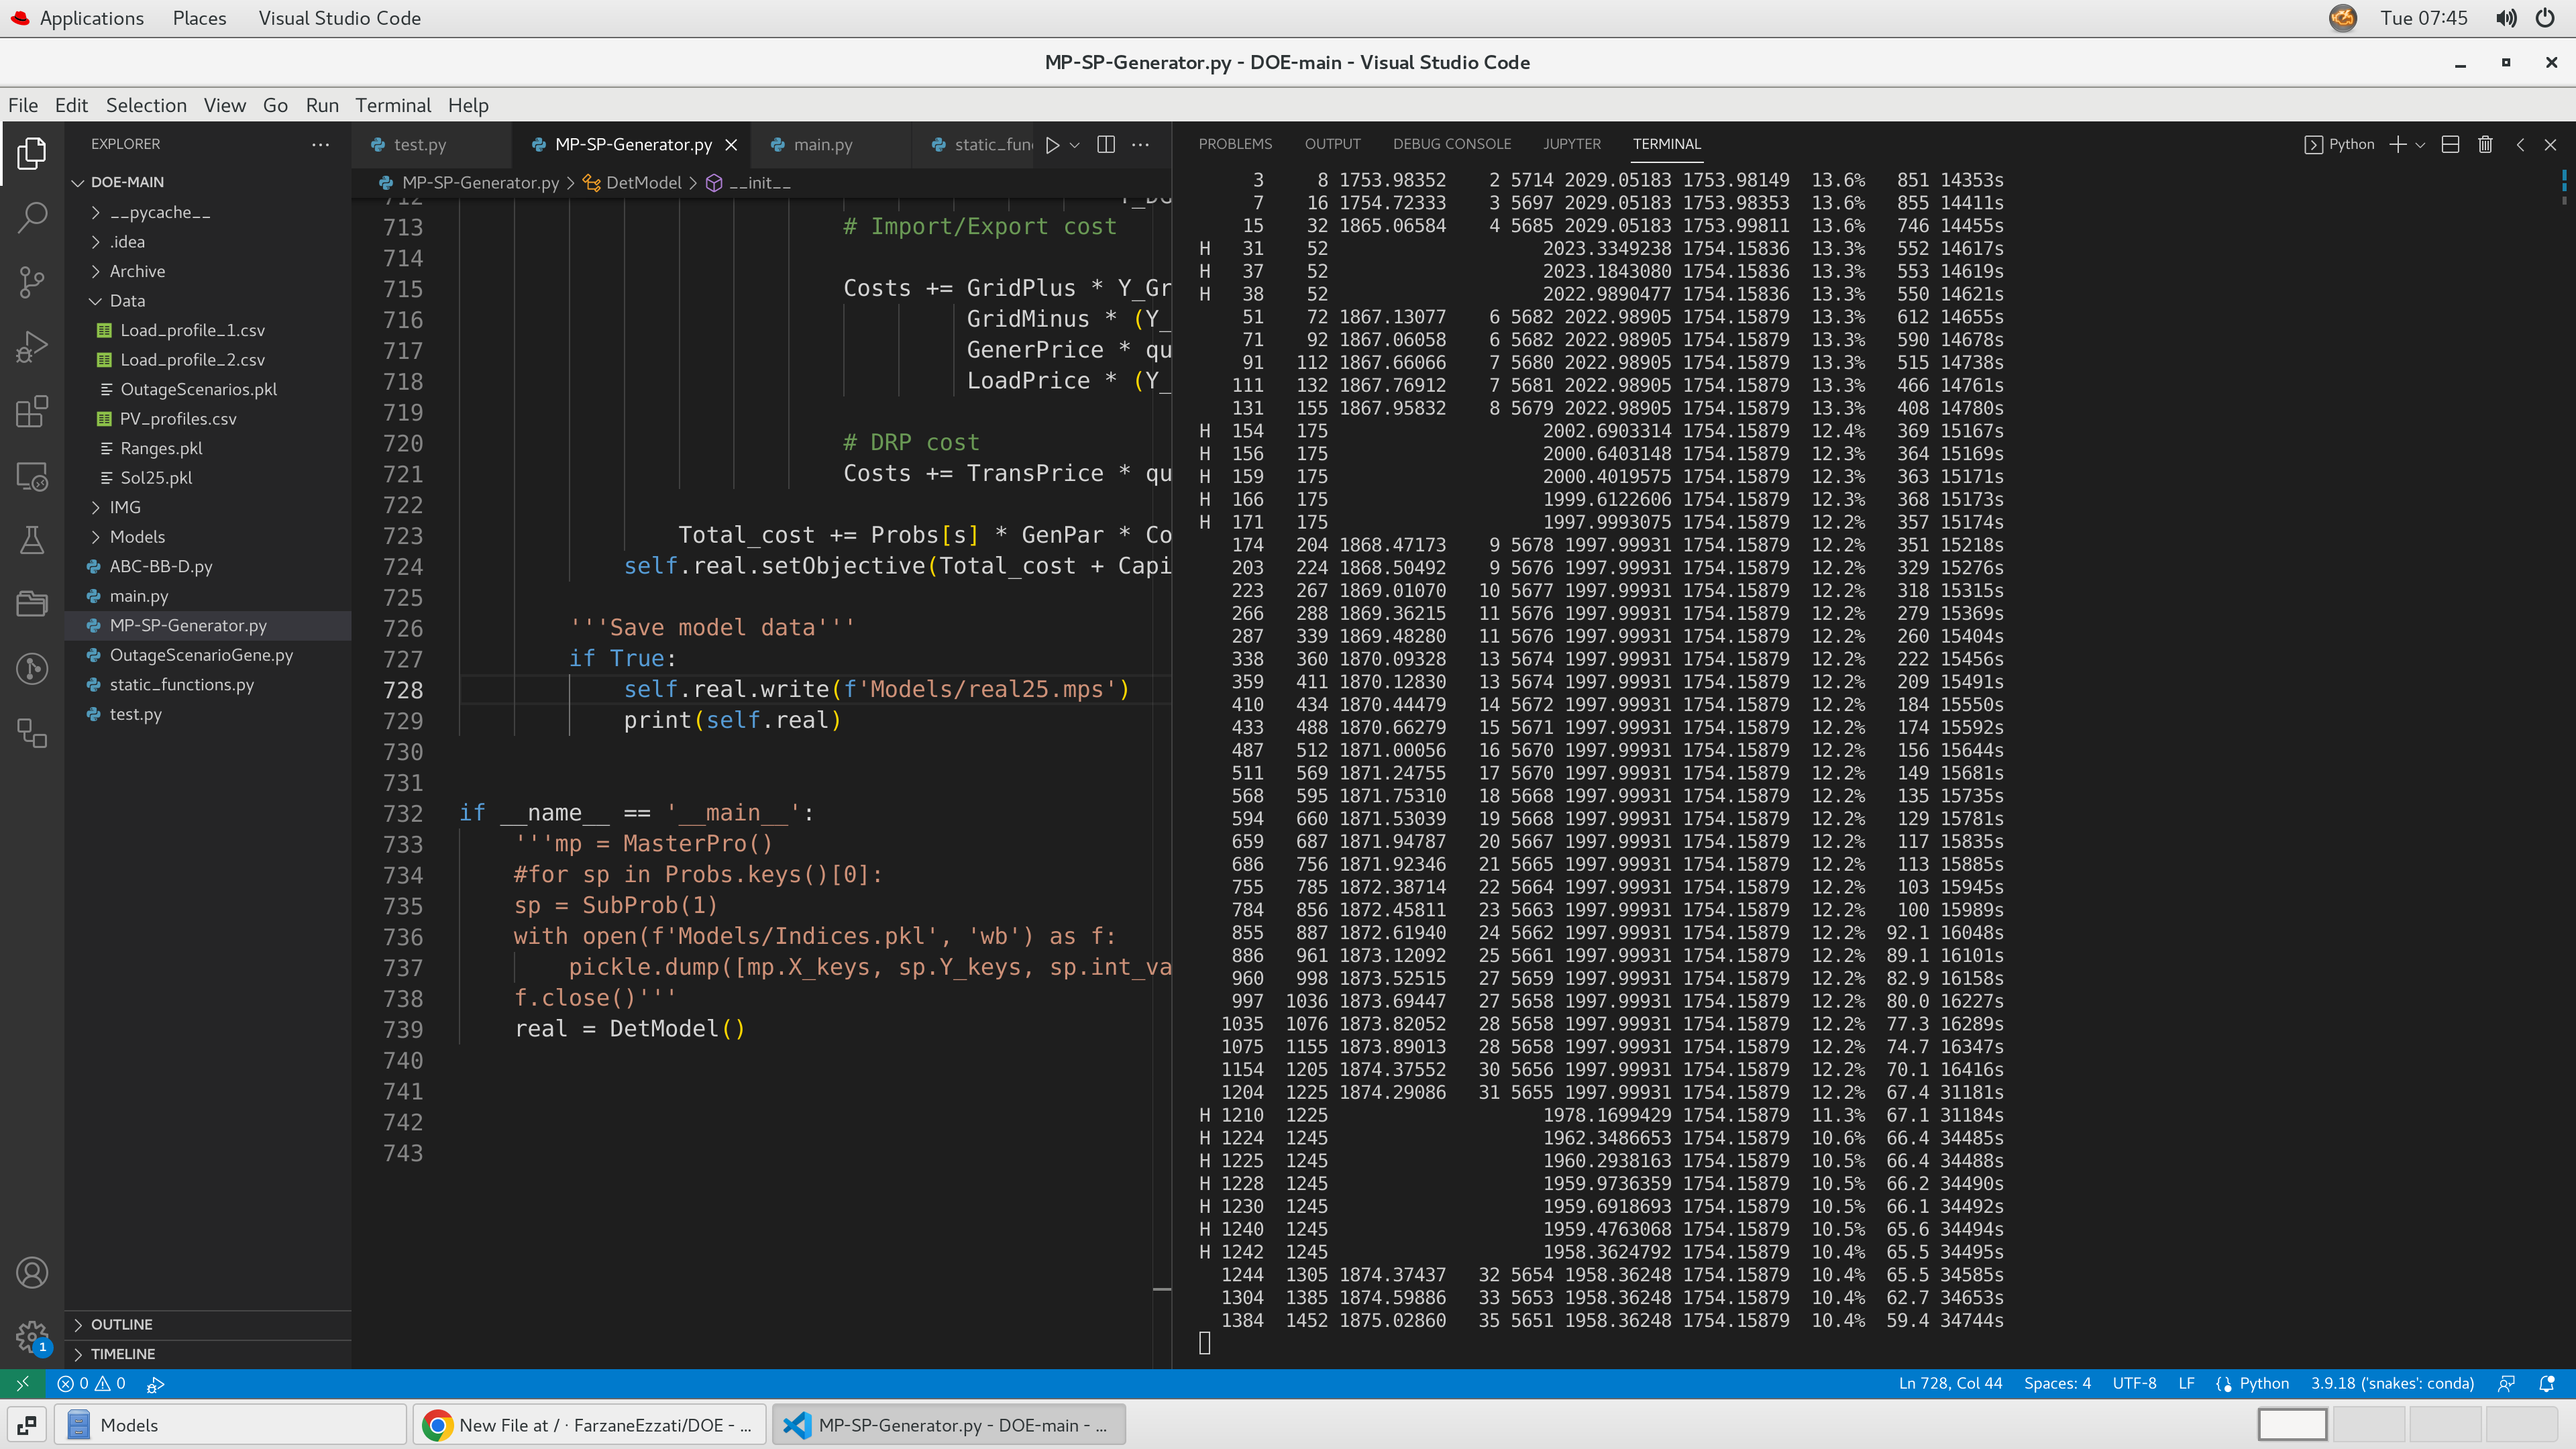 Applications Places Visual Studio Code Tue 07:45
MP-SP-Generator.py - DOE-main - Visual Studio Code
File Edit Selection View Go Run Terminal Help
EXPLORER
DOE-MAIN
__pycache__
.idea
Archive
Data
Load_profile_1.csv
Load_profile_2.csv
OutageScenarios.pkl
PV_profiles.csv
Ranges.pkl
Sol25.pkl
IMG
Models
ABC-BB-D.py
main.py
MP-SP-Generator.py
OutageScenarioGene.py
static_functions.py
test.py
OUTLINE
TIMELINE
test.py MP-SP-Generator.py main.py static_fun
MP-SP-Generator.py > DetModel > __init__
712
713 # Import/Export cost
714
715 Costs += GridPlus * Y_Gr
716 GridMinus * (Y_
717 GenerPrice * qu
718 LoadPrice * (Y_
719
720 # DRP cost
721 Costs += TransPrice * qu
722
723 Total_cost += Probs[s] * GenPar * Co
724 self.real.setObjective(Total_cost + Capi
725
726 '''Save model data'''
727 if True:
728 self.real.write(f'Models/real25.mps')
729 print(self.real)
730
731
732 if __name__ == '__main__':
733 '''mp = MasterPro()
734 #for sp in Probs.keys()[0]:
735 sp = SubProb(1)
736 with open(f'Models/Indices.pkl', 'wb') as f:
737 pickle.dump([mp.X_keys, sp.Y_keys, sp.int_va
738 f.close()'''
739 real = DetModel()
740
741
742
743
PROBLEMS OUTPUT DEBUG CONSOLE JUPYTER TERMINAL Python
3 8 1753.98352 2 5714 2029.05183 1753.98149 13.6% 851 14353s
7 16 1754.72333 3 5697 2029.05183 1753.98353 13.6% 855 14411s
15 32 1865.06584 4 5685 2029.05183 1753.99811 13.6% 746 14455s
H 31 52 2023.3349238 1754.15836 13.3% 552 14617s
H 37 52 2023.1843080 1754.15836 13.3% 553 14619s
H 38 52 2022.9890477 1754.15836 13.3% 550 14621s
51 72 1867.13077 6 5682 2022.98905 1754.15879 13.3% 612 14655s
71 92 1867.06058 6 5682 2022.98905 1754.15879 13.3% 590 14678s
91 112 1867.66066 7 5680 2022.98905 1754.15879 13.3% 515 14738s
111 132 1867.76912 7 5681 2022.98905 1754.15879 13.3% 466 14761s
131 155 1867.95832 8 5679 2022.98905 1754.15879 13.3% 408 14780s
H 154 175 2002.6903314 1754.15879 12.4% 369 15167s
H 156 175 2000.6403148 1754.15879 12.3% 364 15169s
H 159 175 2000.4019575 1754.15879 12.3% 363 15171s
H 166 175 1999.6122606 1754.15879 12.3% 368 15173s
H 171 175 1997.9993075 1754.15879 12.2% 357 15174s
174 204 1868.47173 9 5678 1997.99931 1754.15879 12.2% 351 15218s
203 224 1868.50492 9 5676 1997.99931 1754.15879 12.2% 329 15276s
223 267 1869.01070 10 5677 1997.99931 1754.15879 12.2% 318 15315s
266 288 1869.36215 11 5676 1997.99931 1754.15879 12.2% 279 15369s
287 339 1869.48280 11 5676 1997.99931 1754.15879 12.2% 260 15404s
338 360 1870.09328 13 5674 1997.99931 1754.15879 12.2% 222 15456s
359 411 1870.12830 13 5674 1997.99931 1754.15879 12.2% 209 15491s
410 434 1870.44479 14 5672 1997.99931 1754.15879 12.2% 184 15550s
433 488 1870.66279 15 5671 1997.99931 1754.15879 12.2% 174 15592s
487 512 1871.00056 16 5670 1997.99931 1754.15879 12.2% 156 15644s
511 569 1871.24755 17 5670 1997.99931 1754.15879 12.2% 149 15681s
568 595 1871.75310 18 5668 1997.99931 1754.15879 12.2% 135 15735s
594 660 1871.53039 19 5668 1997.99931 1754.15879 12.2% 129 15781s
659 687 1871.94787 20 5667 1997.99931 1754.15879 12.2% 117 15835s
686 756 1871.92346 21 5665 1997.99931 1754.15879 12.2% 113 15885s
755 785 1872.38714 22 5664 1997.99931 1754.15879 12.2% 103 15945s
784 856 1872.45811 23 5663 1997.99931 1754.15879 12.2% 100 15989s
855 887 1872.61940 24 5662 1997.99931 1754.15879 12.2% 92.1 16048s
886 961 1873.12092 25 5661 1997.99931 1754.15879 12.2% 89.1 16101s
960 998 1873.52515 27 5659 1997.99931 1754.15879 12.2% 82.9 16158s
997 1036 1873.69447 27 5658 1997.99931 1754.15879 12.2% 80.0 16227s
1035 1076 1873.82052 28 5658 1997.99931 1754.15879 12.2% 77.3 16289s
1075 1155 1873.89013 28 5658 1997.99931 1754.15879 12.2% 74.7 16347s
1154 1205 1874.37552 30 5656 1997.99931 1754.15879 12.2% 70.1 16416s
1204 1225 1874.29086 31 5655 1997.99931 1754.15879 12.2% 67.4 31181s
H 1210 1225 1978.1699429 1754.15879 11.3% 67.1 31184s
H 1224 1245 1962.3486653 1754.15879 10.6% 66.4 34485s
H 1225 1245 1960.2938163 1754.15879 10.5% 66.4 34488s
H 1228 1245 1959.9736359 1754.15879 10.5% 66.2 34490s
H 1230 1245 1959.6918693 1754.15879 10.5% 66.1 34492s
H 1240 1245 1959.4763068 1754.15879 10.5% 65.6 34494s
H 1242 1245 1958.3624792 1754.15879 10.4% 65.5 34495s
1244 1305 1874.37437 32 5654 1958.36248 1754.15879 10.4% 65.5 34585s
1304 1385 1874.59886 33 5653 1958.36248 1754.15879 10.4% 62.7 34653s
1384 1452 1875.02860 35 5651 1958.36248 1754.15879 10.4% 59.4 34744s
1
0 0 Ln 728, Col 44 Spaces: 4 UTF-8 LF Python 3.9.18 ('snakes': conda)
Models New File at / · FarzaneEzzati/DOE - ... MP-SP-Generator.py - DOE-main - ...